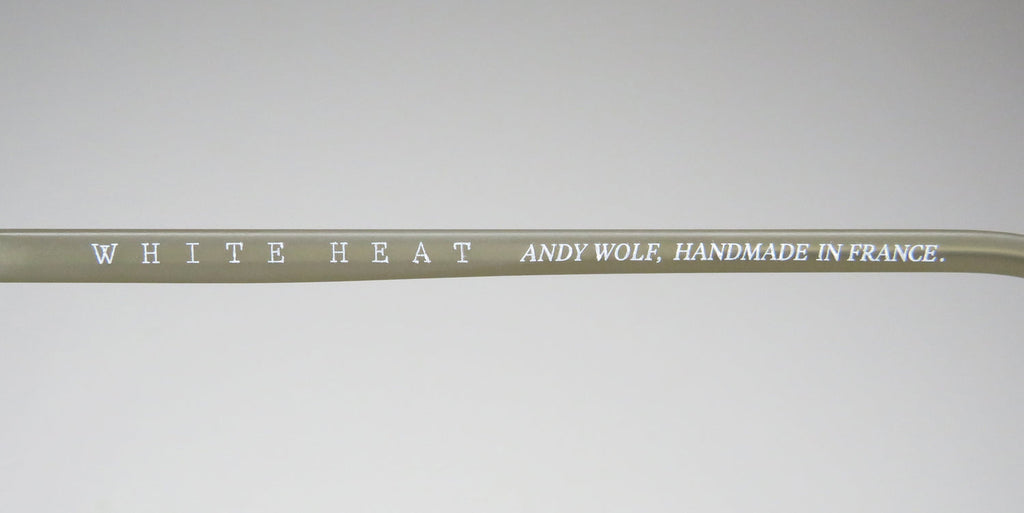 WHITE HEAT ANDY WOLF, HANDMADE IN FRANCE.